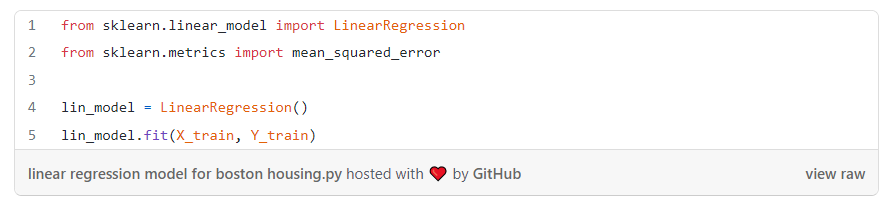 1 from sklearn.linear_model import LinearRegression
2 from sklearn.metrics import mean_squared_error
3
4 lin_model = LinearRegression()
5 lin_model.fit(X_train, Y_train)
linear regression model for boston housing.py hosted with ❤ by GitHub view raw